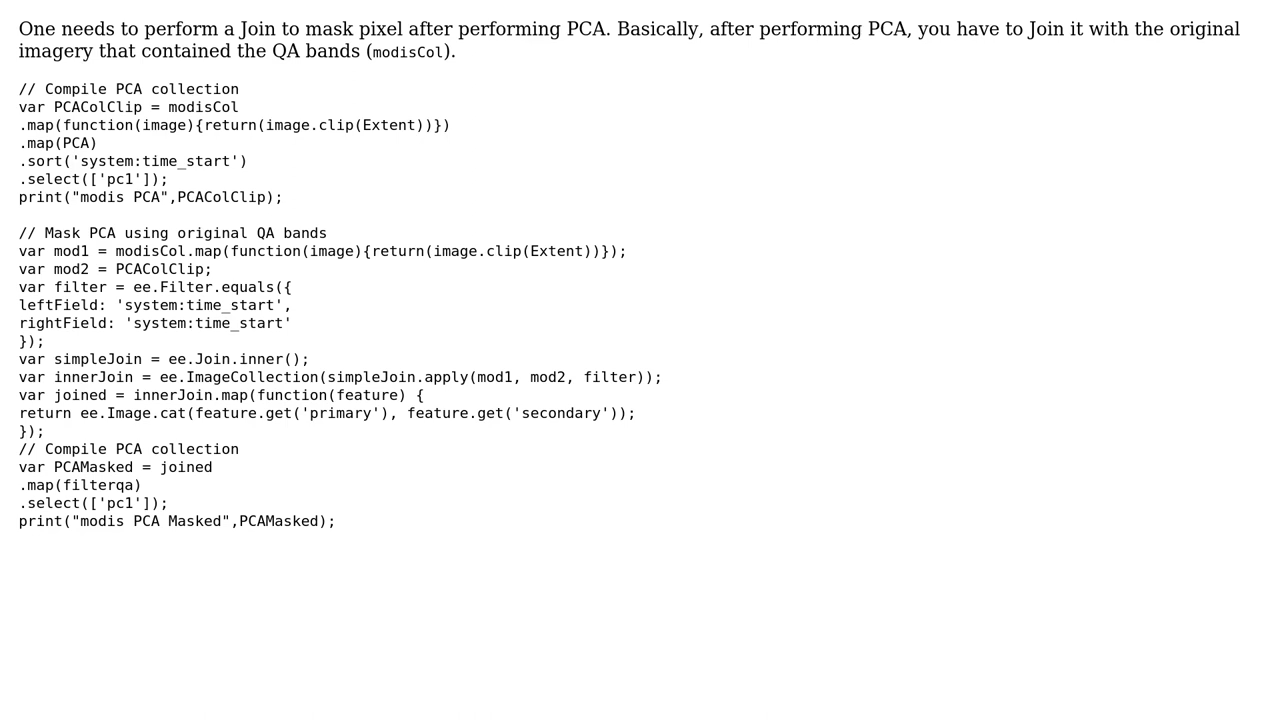 One needs to perform a Join to mask pixel after performing PCA. Basically, after performing PCA, you have to Join it with the original
imagery that contained the QA bands (modisCol).
// Compile PCA collection
var PCAColClip = modisCol
.map(function(image){return(image.clip(Extent))})
.map(PCA)
.sort('system:time_start')
.select(['pc1']);
print("modis PCA",PCAColClip);
// Mask PCA using original QA bands
var mod1 = modisCol.map(function(image){return(image.clip(Extent))});
var mod2 = PCAColClip;
var filter = ee.Filter.equals({
leftField: 'system:time_start',
rightField: 'system:time_start'
});
var simpleJoin = ee.Join.inner();
var innerJoin = ee.ImageCollection(simpleJoin.apply(mod1, mod2, filter));
var joined = innerJoin.map(function(feature) {
return ee.Image.cat(feature.get('primary'), feature.get('secondary'));
});
// Compile PCA collection
var PCAMasked = joined
.map(filterqa)
.select(['pc1']);
print("modis PCA Masked",PCAMasked);